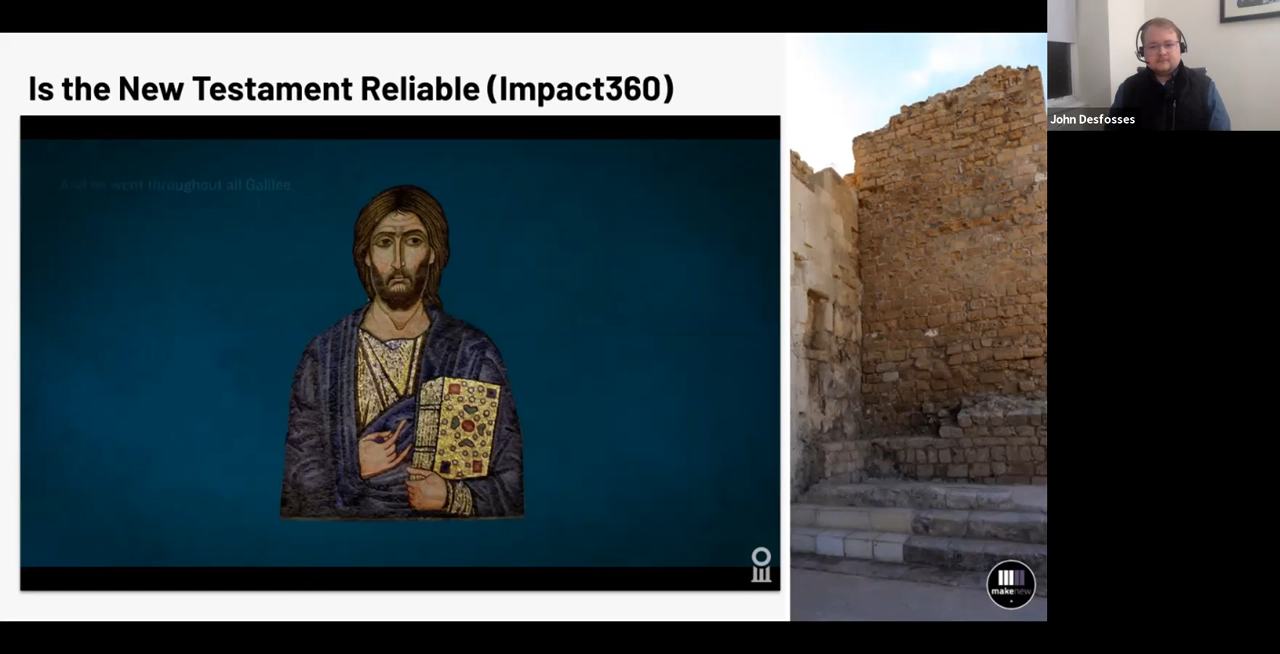 Is the New Testament Reliable (Impact360)
And he went throughout all Galilee
John Desfosses
makenew